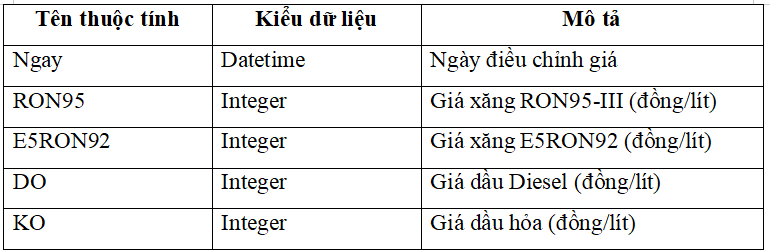 Tên thuộc tính Kiểu dữ liệu Mô tả
Ngay Datetime Ngày điều chỉnh giá
RON95 Integer Giá xăng RON95-III (đồng/lít)
E5RON92 Integer Giá xăng E5RON92 (đồng/lít)
DO Integer Giá dầu Diesel (đồng/lít)
KO Integer Giá dầu hỏa (đồng/lít)